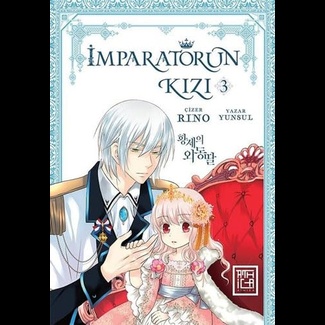 İMPARATORUN
KIZI 3
ÇİZER YAZAR
RINO YUNSUL
황제의
외동딸